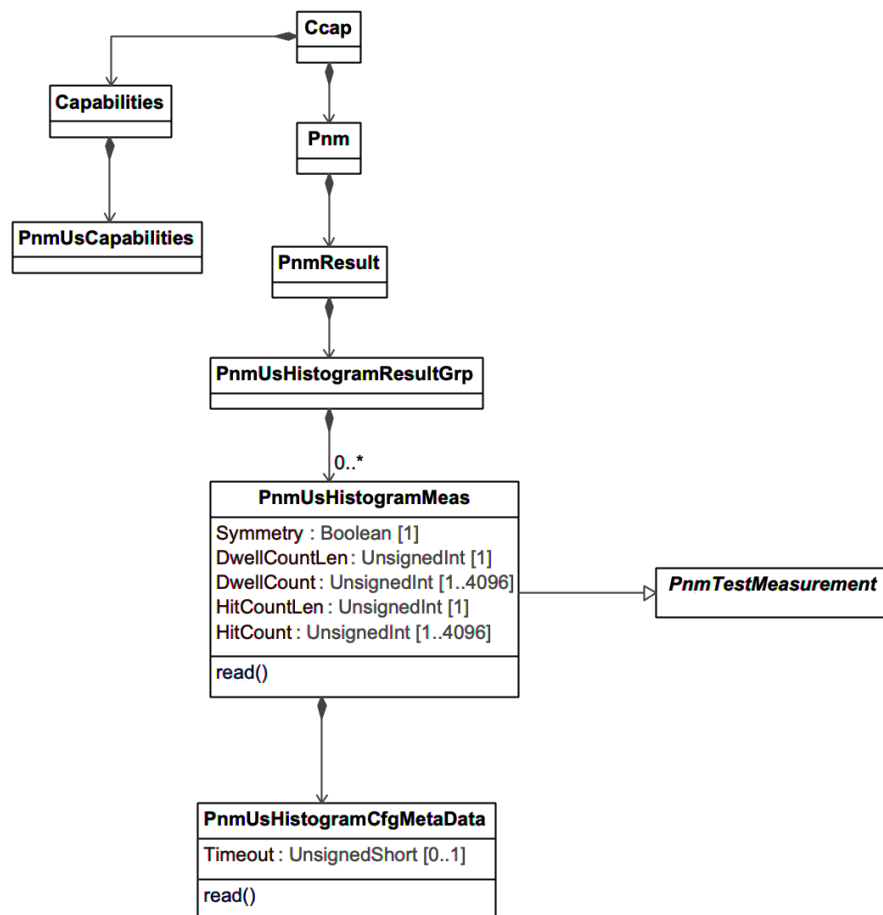 Ccap
Capabilities
Pnm
PnmUsCapabilities
PnmResult
PnmUsHistogramResultGrp
0..*
PnmUsHistogramMeas
Symmetry : Boolean [1]
DwellCountLen : UnsignedInt [1]
DwellCount : UnsignedInt [1..4096]
HitCountLen : UnsignedInt [1]
HitCount : UnsignedInt [1..4096]
read()
PnmTestMeasurement
PnmUsHistogramCfgMetaData
Timeout : UnsignedShort [0..1]
read()